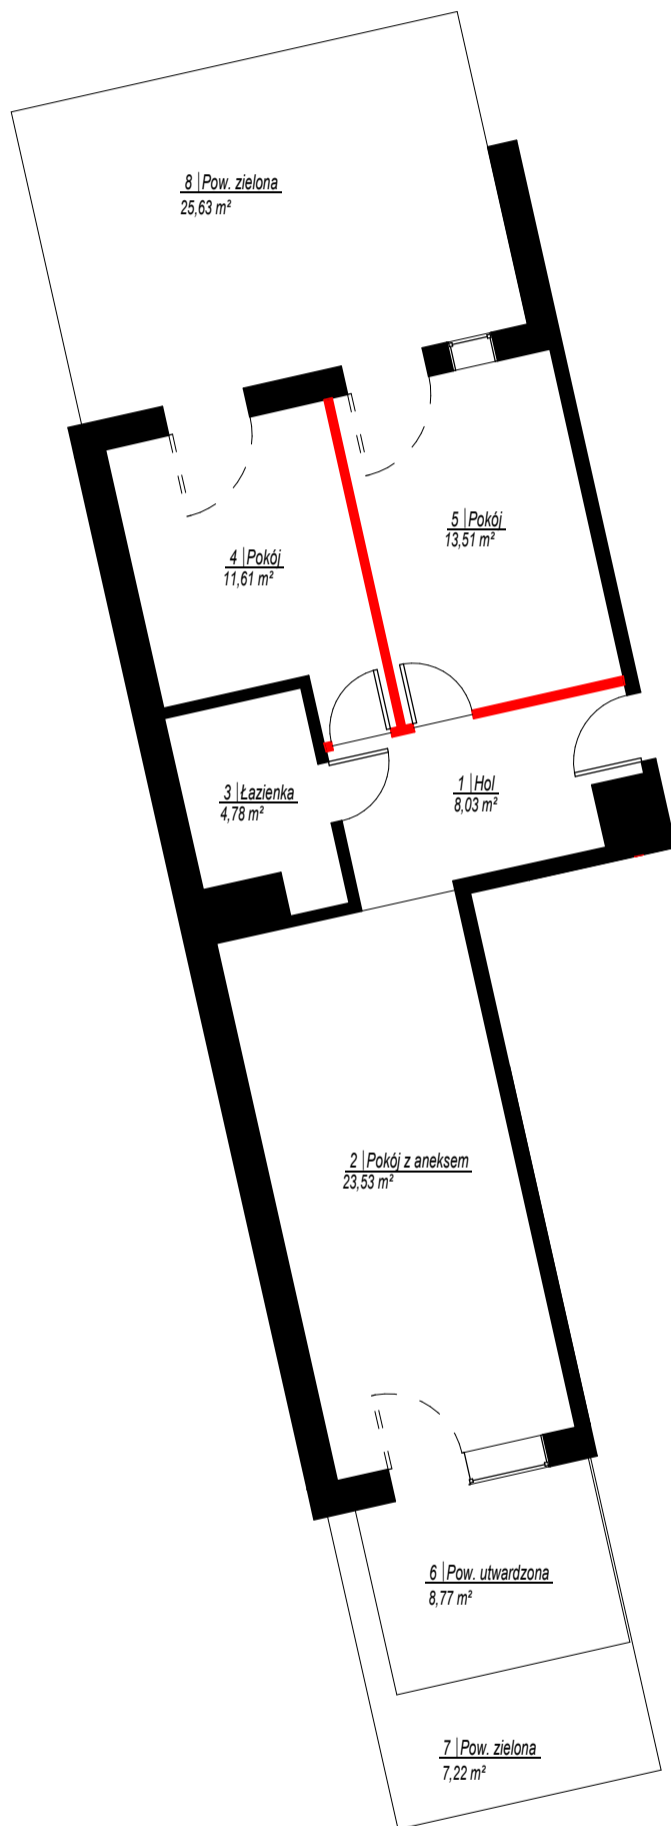 8 | Pow. zielona
25,63 m²
5 | Pokój
13,51 m²
4 | Pokój
11,61 m²
3 | Łazienka
4,78 m²
1 | Hol
8,03 m²
2 | Pokój z aneksem
23,53 m²
6 | Pow. utwardzona
8,77 m²
7 | Pow. zielona
7,22 m²